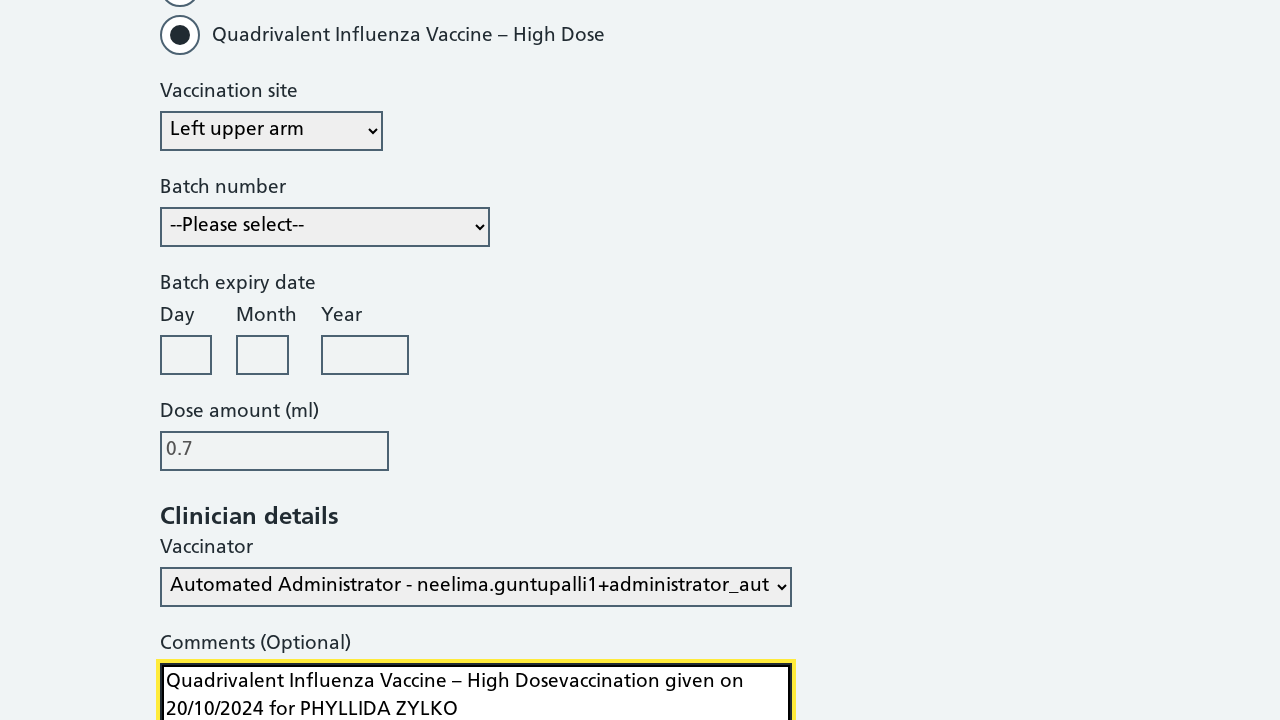 Quadrivalent Influenza Vaccine – High Dose
Vaccination site
Left upper arm
Batch number
--Please select--
Batch expiry date
Day Month Year
Dose amount (ml)
0.7
Clinician details
Vaccinator
Automated Administrator - neelima.guntupalli1+administrator_aut
Comments (Optional)
Quadrivalent Influenza Vaccine – High Dosevaccination given on
20/10/2024 for PHYLLIDA ZYLKO